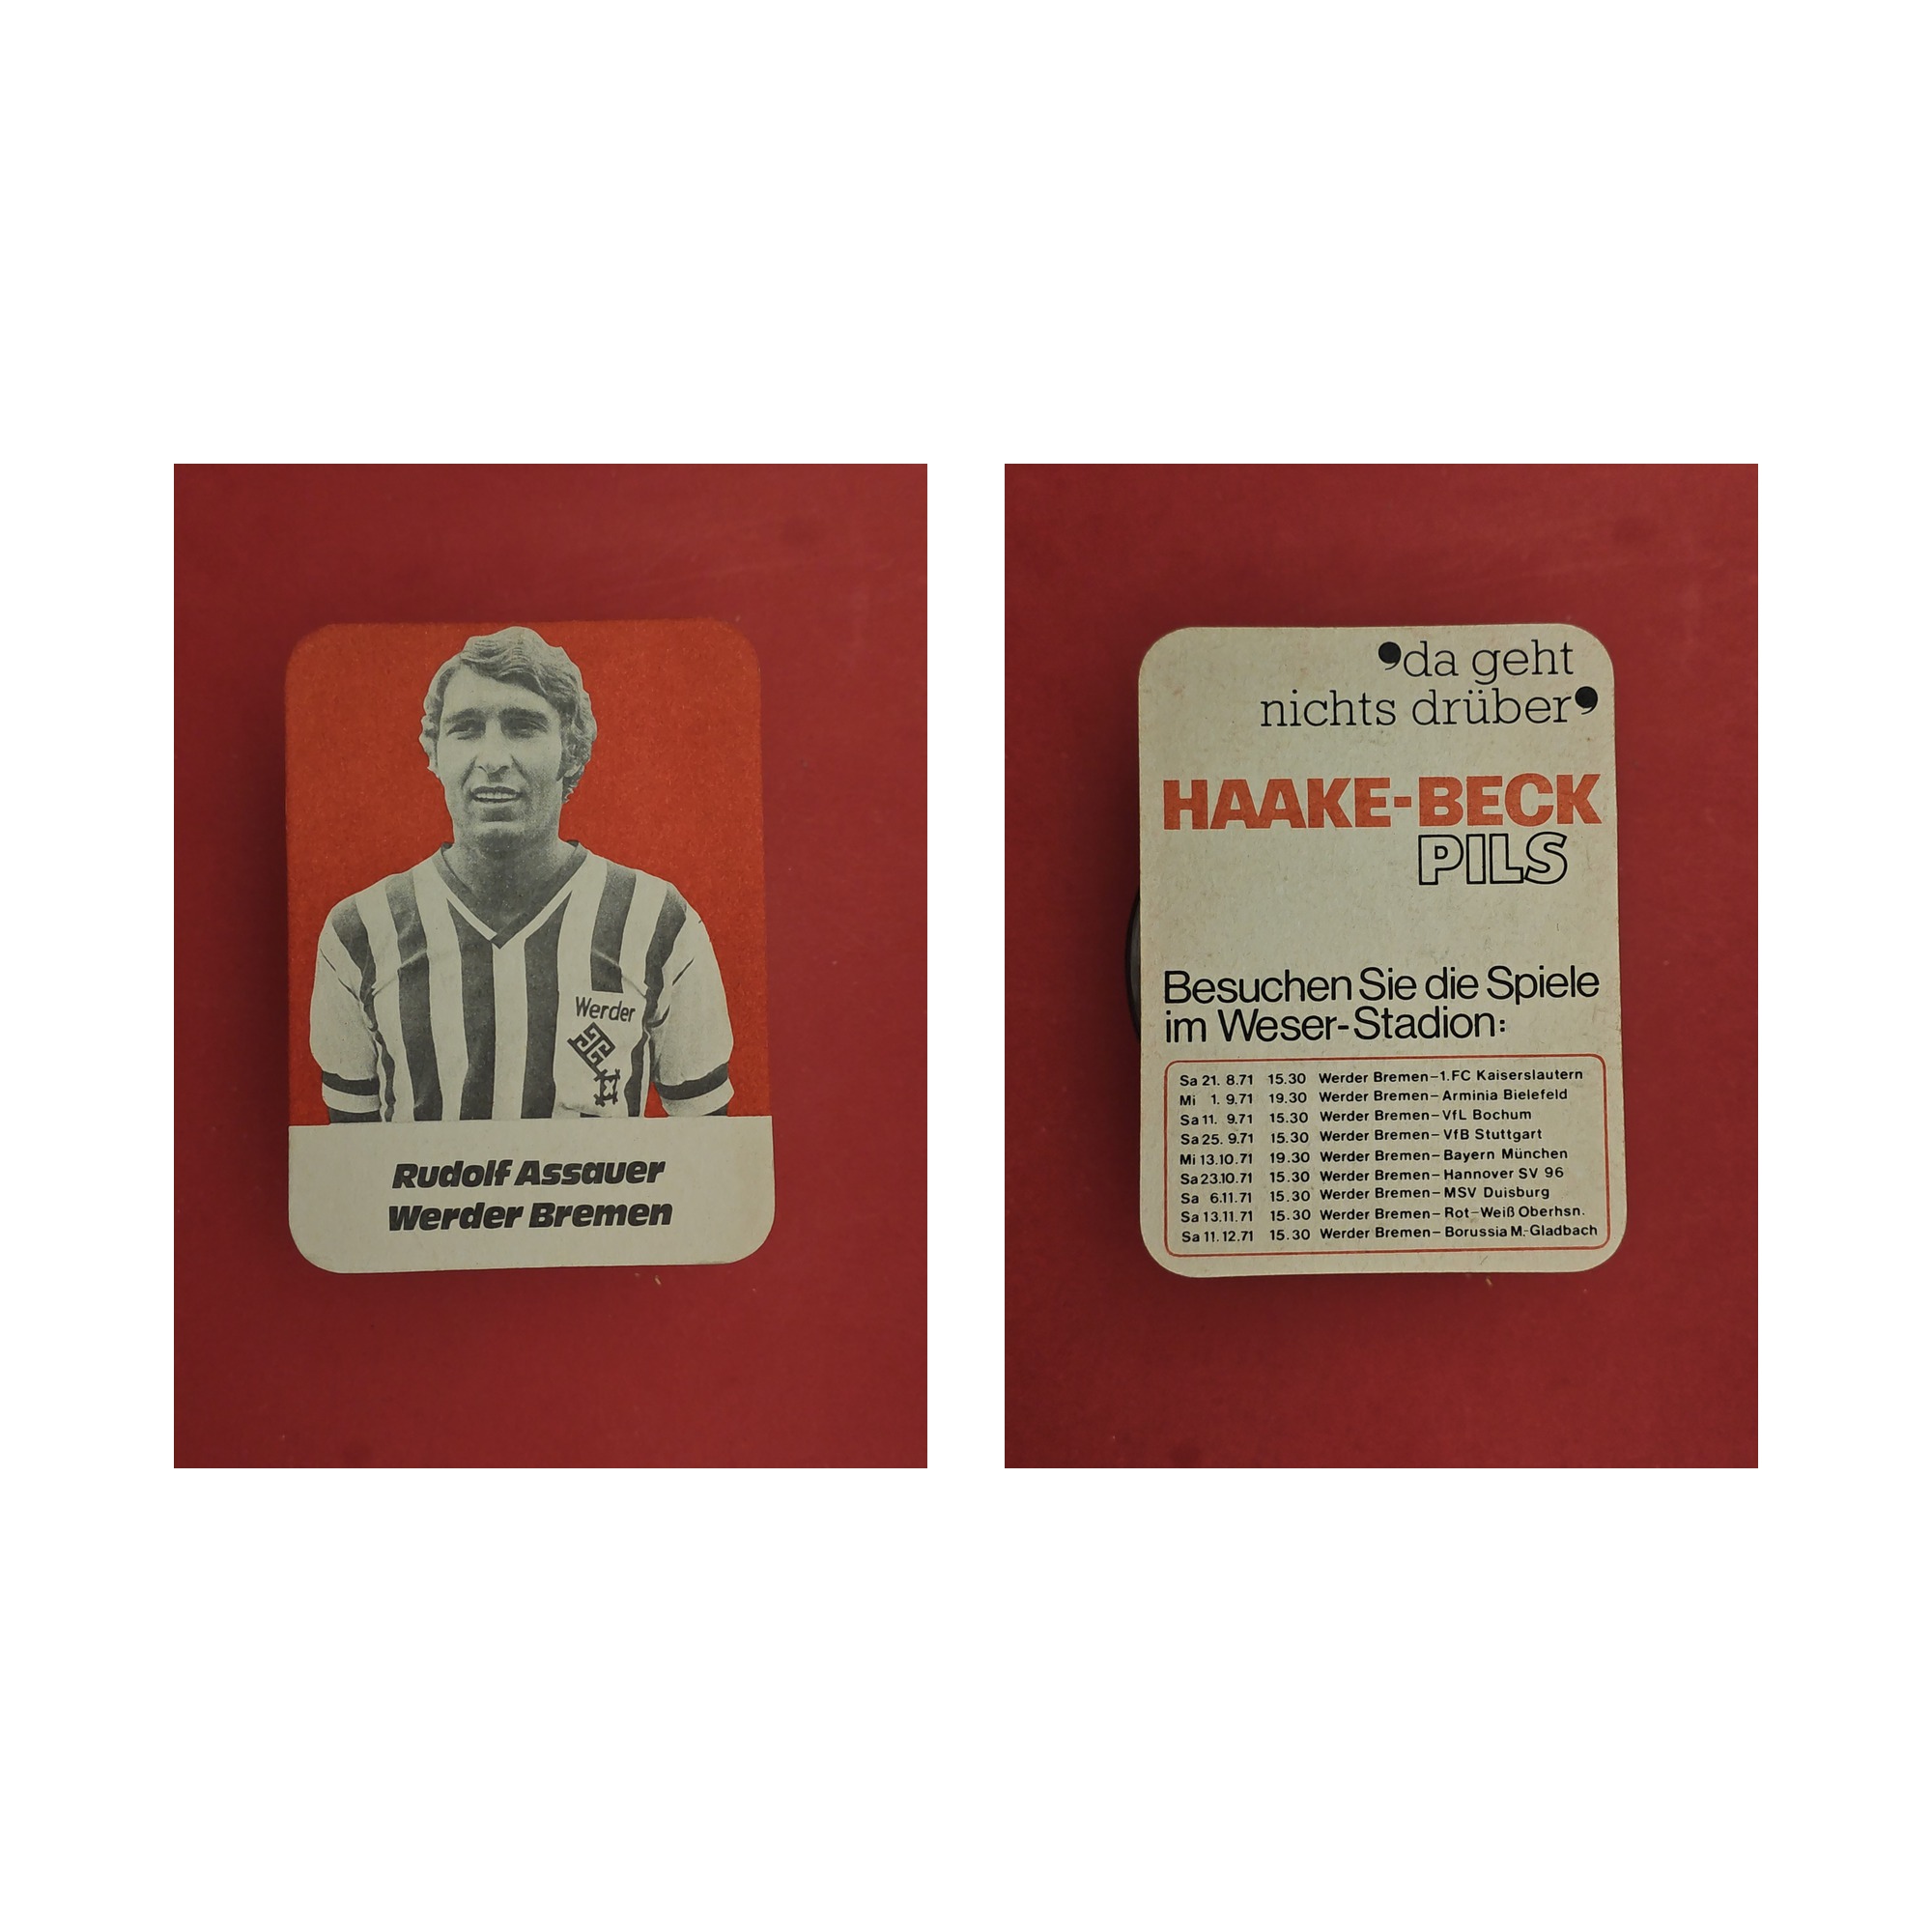 Werder
Rudolf Assauer
Werder Bremen
❜da geht
nichts drüber❜
HAAKE-BECK
PILS
Besuchen Sie die Spiele
im Weser-Stadion:
Sa 21. 8.71 15.30 Werder Bremen–1.FC Kaiserslautern
Mi 1. 9.71 19.30 Werder Bremen–Arminia Bielefeld
Sa 11. 9.71 15.30 Werder Bremen–VfL Bochum
Sa 25. 9.71 15.30 Werder Bremen–VfB Stuttgart
Mi 13.10.71 19.30 Werder Bremen–Bayern München
Sa 23.10.71 15.30 Werder Bremen–Hannover SV 96
Sa 6.11.71 15.30 Werder Bremen–MSV Duisburg
Sa 13.11.71 15.30 Werder Bremen–Rot-Weiß Oberhsn.
Sa 11.12.71 15.30 Werder Bremen–Borussia M.-Gladbach